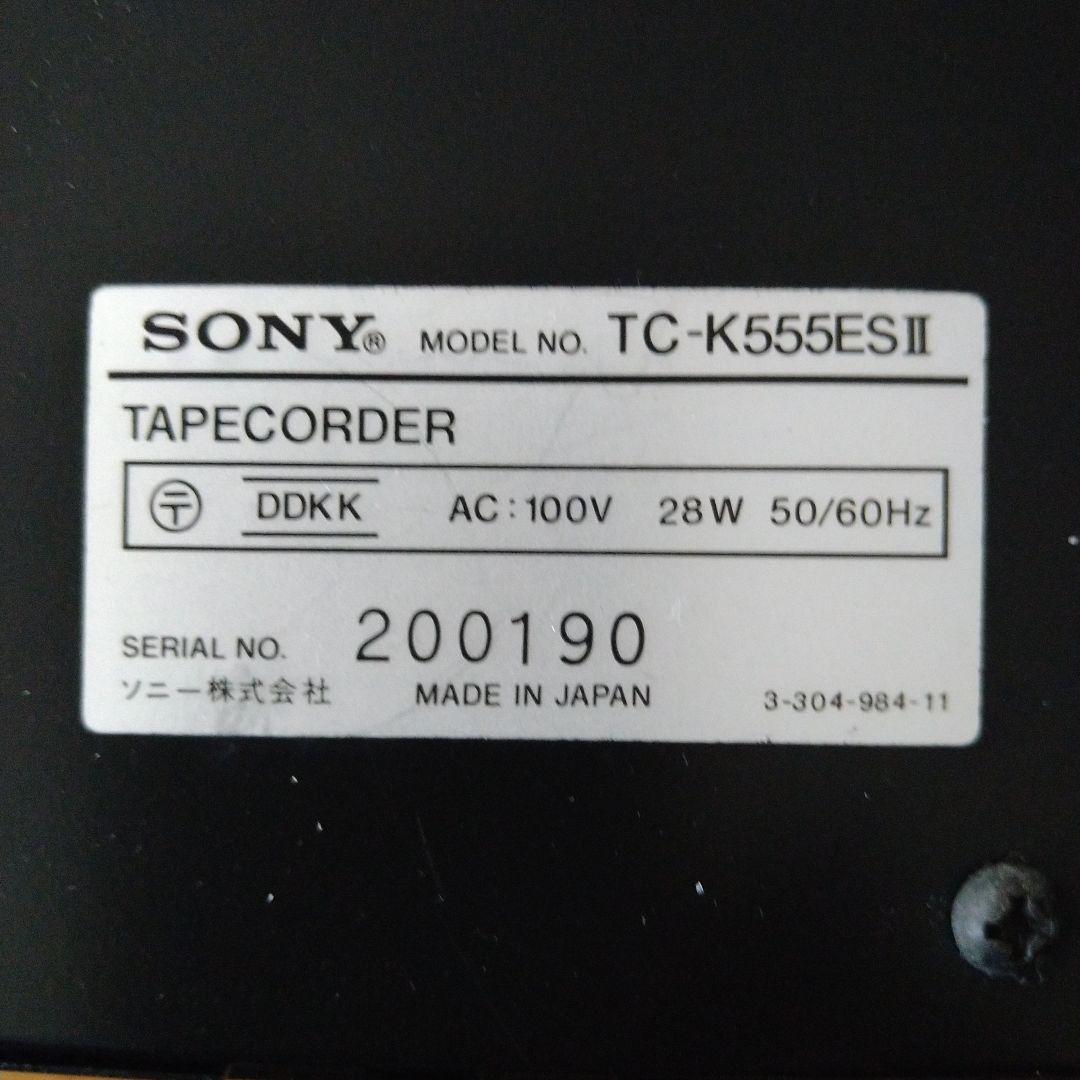 SONY® MODEL NO. TC-K555ESⅡ
TAPECORDER
〶 DDKK AC:100V 28W 50/60Hz
SERIAL NO. 200190
ソニー株式会社 MADE IN JAPAN 3-304-984-11